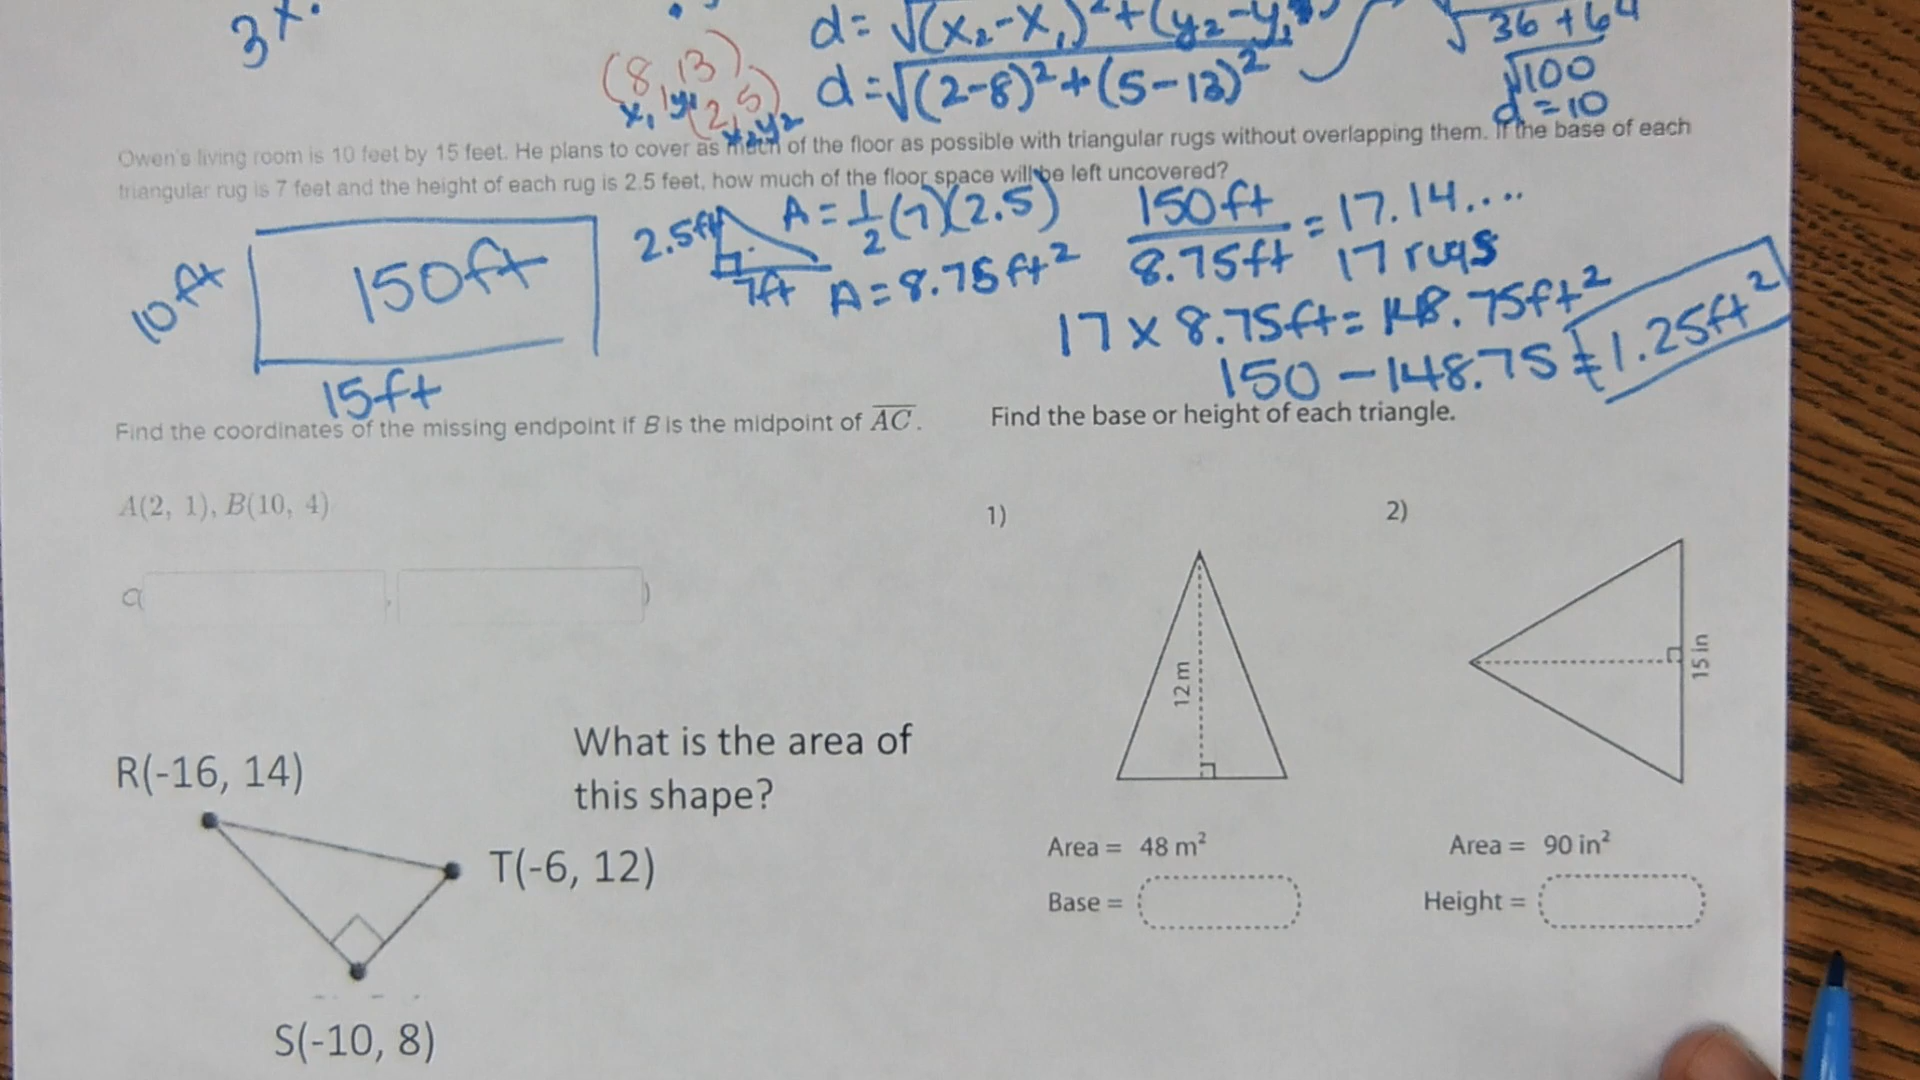 3x.
d=√(x₂-x₁)²+(y₂-y₁
√36+64
(8,13)
x₁ y₁
(2,5)
x₂y₂
d=√(2-8)²+(5-13)²
√100
d=10
Owen's living room is 10 feet by 15 feet. He plans to cover as much of the floor as possible with triangular rugs without overlapping them. If the base of each
triangular rug is 7 feet and the height of each rug is 2.5 feet, how much of the floor space will be left uncovered?
10ft
150ft
15ft
2.5ft
7ft
A=1/2(7)(2.5)
A=8.75ft²
150ft/8.75ft=17.14....
17 rugs
17×8.75ft=148.75ft²
150-148.75=1.25ft²
Find the coordinates of the missing endpoint if B is the midpoint of A̅C̅.
A(2, 1), B(10, 4)
C( , )
Find the base or height of each triangle.
1)
12 m
Area = 48 m²
Base =
2)
15 in
Area = 90 in²
Height =
What is the area of
this shape?
R(-16, 14)
T(-6, 12)
S(-10, 8)